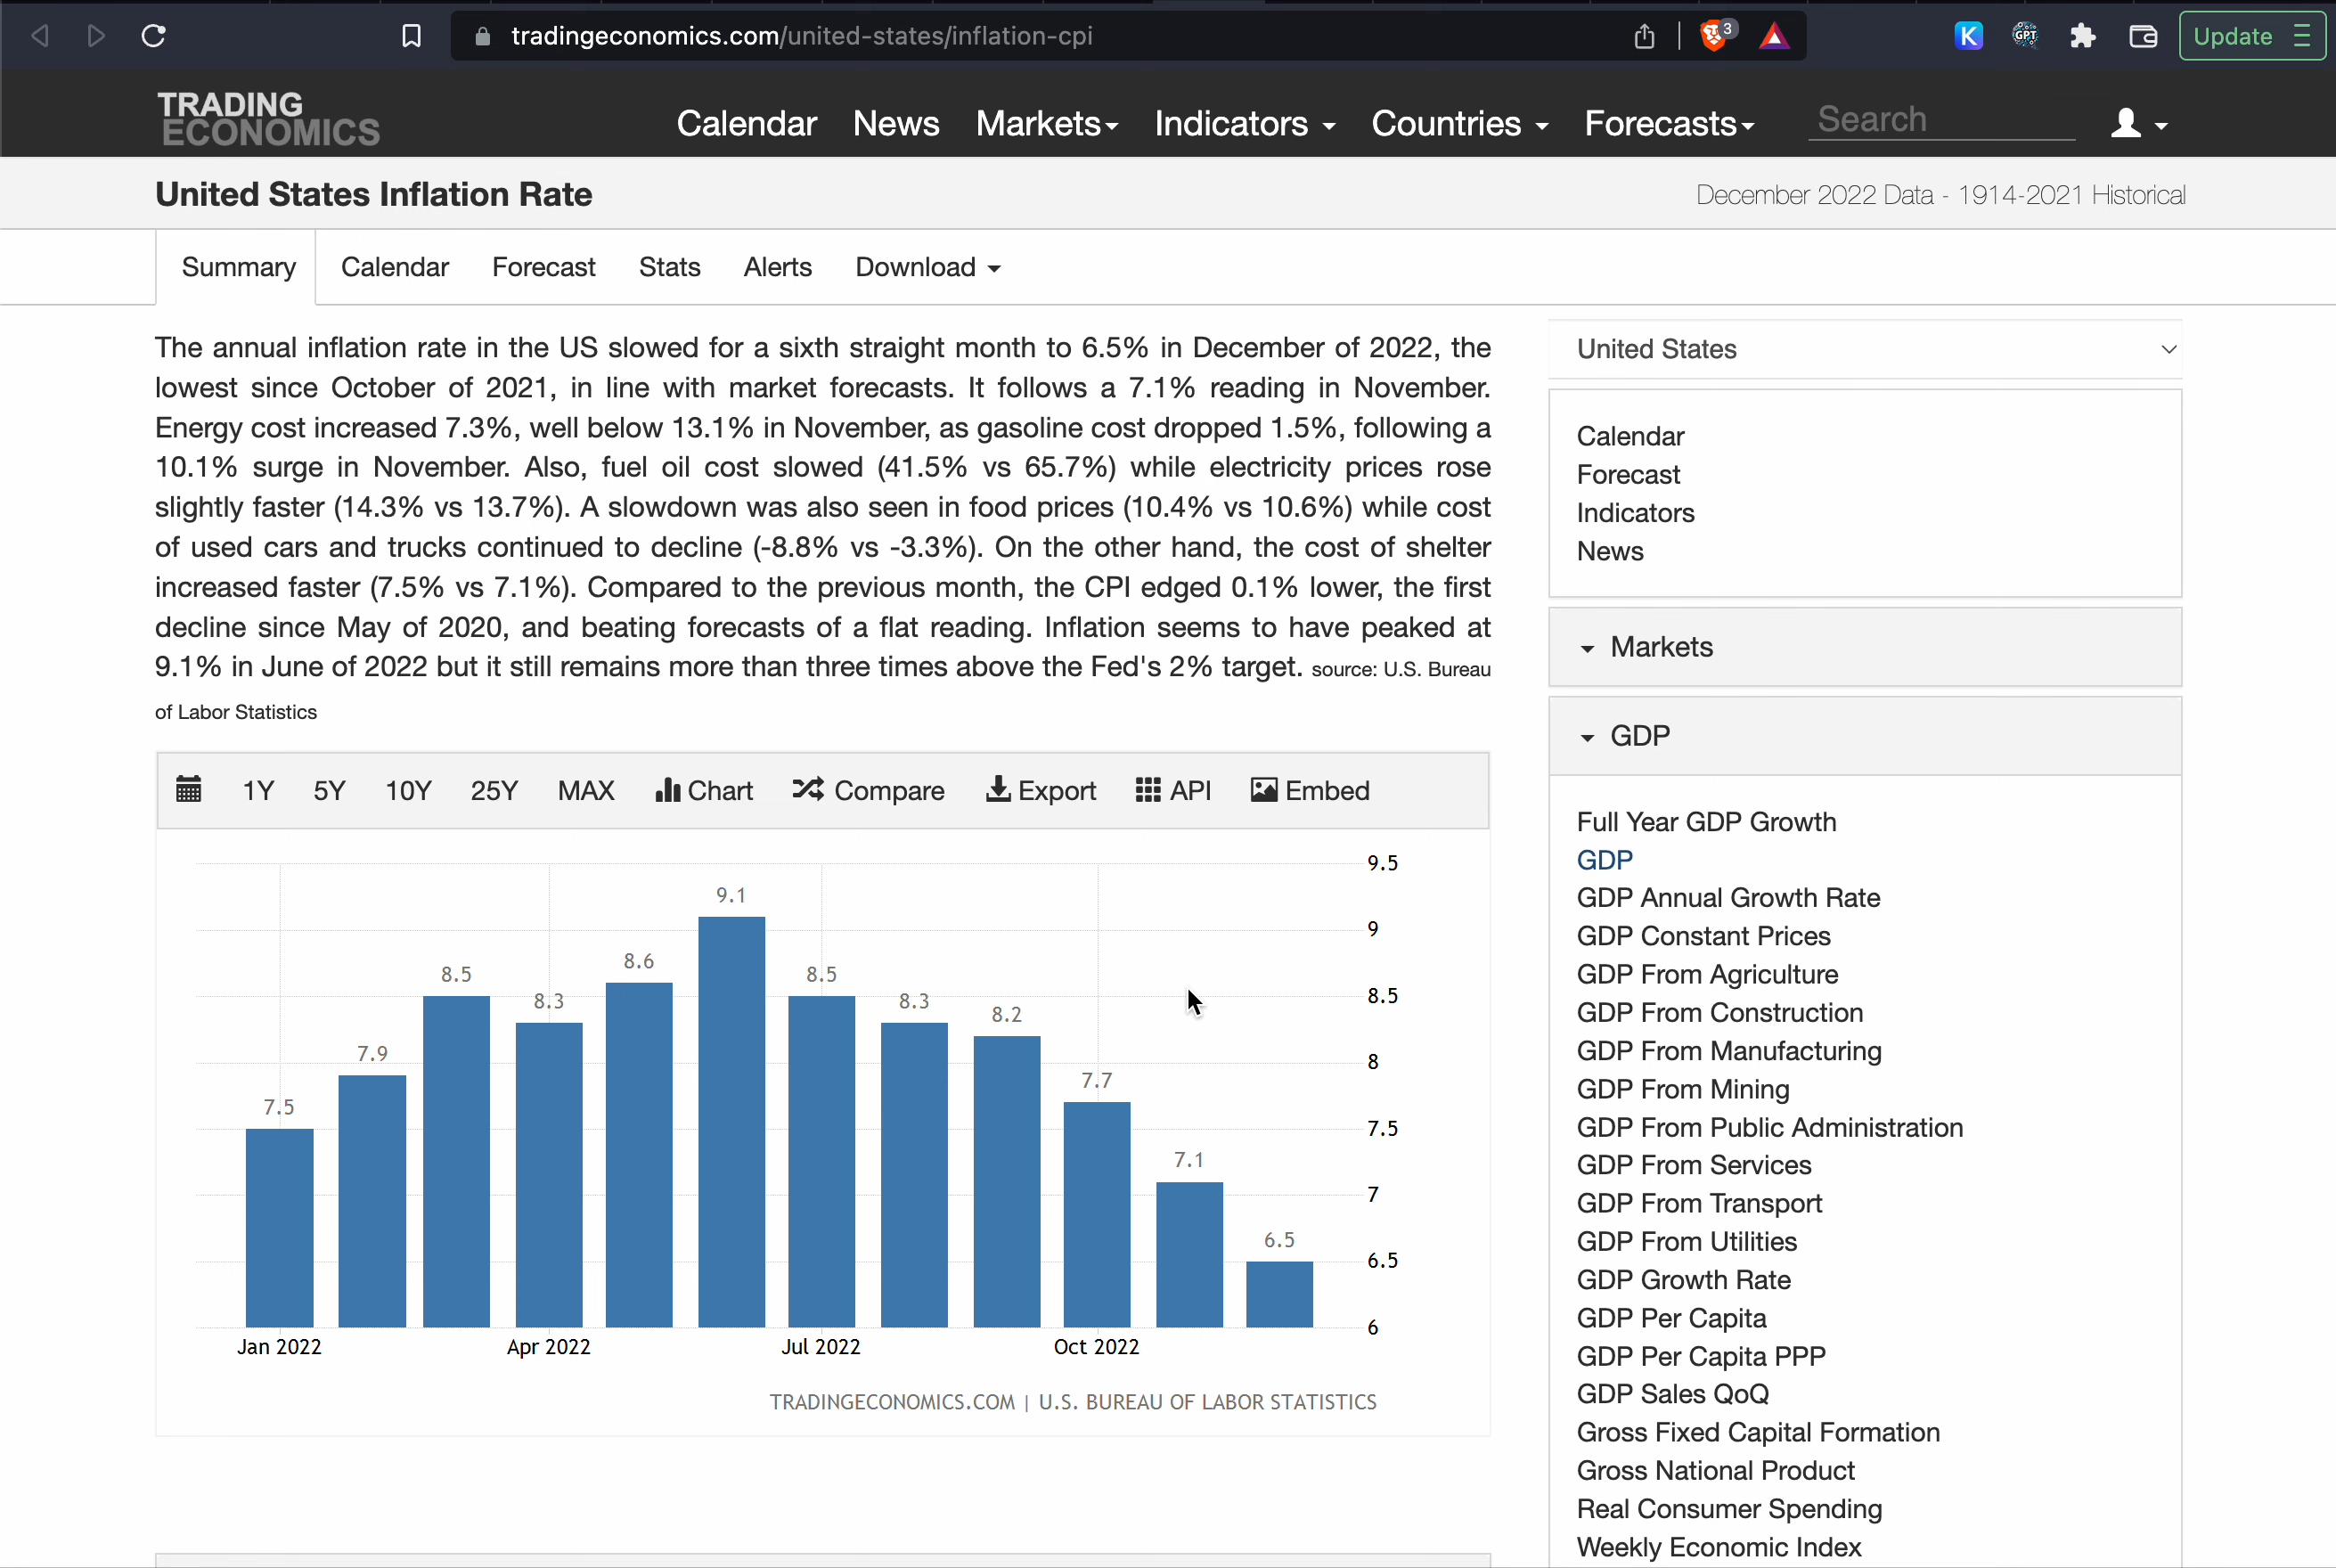 tradingeconomics.com/united-states/inflation-cpi
3
K
GPT
Update
TRADING
ECONOMICS
Calendar
News
Markets
Indicators
Countries
Forecasts
Search
United States Inflation Rate
December 2022 Data - 1914-2021 Historical
Summary
Calendar
Forecast
Stats
Alerts
Download
The annual inflation rate in the US slowed for a sixth straight month to 6.5% in December of 2022, the
lowest since October of 2021, in line with market forecasts. It follows a 7.1% reading in November.
Energy cost increased 7.3%, well below 13.1% in November, as gasoline cost dropped 1.5%, following a
10.1% surge in November. Also, fuel oil cost slowed (41.5% vs 65.7%) while electricity prices rose
slightly faster (14.3% vs 13.7%). A slowdown was also seen in food prices (10.4% vs 10.6%) while cost
of used cars and trucks continued to decline (-8.8% vs -3.3%). On the other hand, the cost of shelter
increased faster (7.5% vs 7.1%). Compared to the previous month, the CPI edged 0.1% lower, the first
decline since May of 2020, and beating forecasts of a flat reading. Inflation seems to have peaked at
9.1% in June of 2022 but it still remains more than three times above the Fed's 2% target. source: U.S. Bureau
of Labor Statistics
1Y
5Y
10Y
25Y
MAX
Chart
Compare
Export
API
Embed
7.5
7.9
8.5
8.3
8.6
9.1
8.5
8.3
8.2
7.7
7.1
6.5
9.5
9
8.5
8
7.5
7
6.5
6
Jan 2022
Apr 2022
Jul 2022
Oct 2022
TRADINGECONOMICS.COM | U.S. BUREAU OF LABOR STATISTICS
United States
Calendar
Forecast
Indicators
News
Markets
GDP
Full Year GDP Growth
GDP
GDP Annual Growth Rate
GDP Constant Prices
GDP From Agriculture
GDP From Construction
GDP From Manufacturing
GDP From Mining
GDP From Public Administration
GDP From Services
GDP From Transport
GDP From Utilities
GDP Growth Rate
GDP Per Capita
GDP Per Capita PPP
GDP Sales QoQ
Gross Fixed Capital Formation
Gross National Product
Real Consumer Spending
Weekly Economic Index